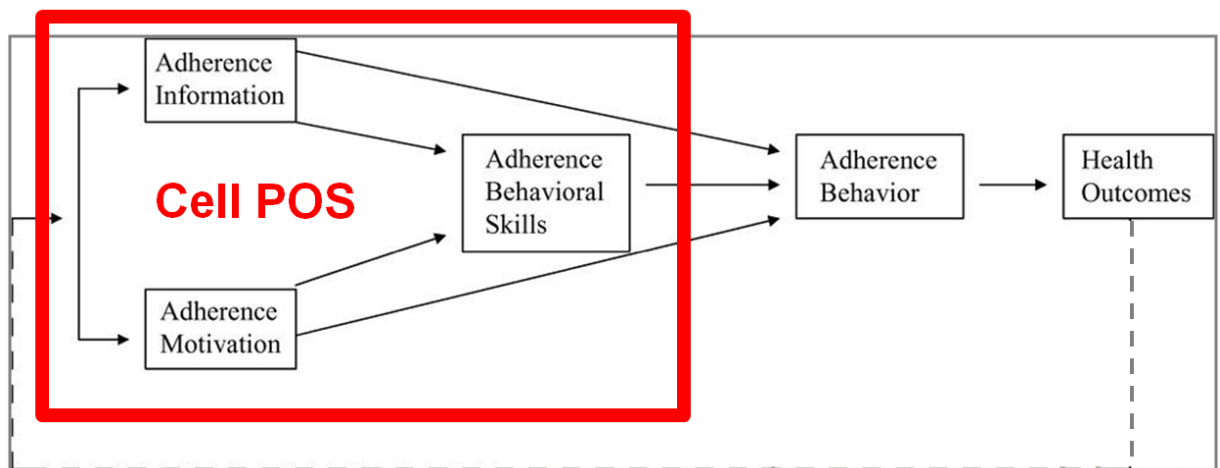 Adherence
Information
Cell POS
Adherence
Behavioral
Skills
Adherence
Motivation
Adherence
Behavior
Health
Outcomes